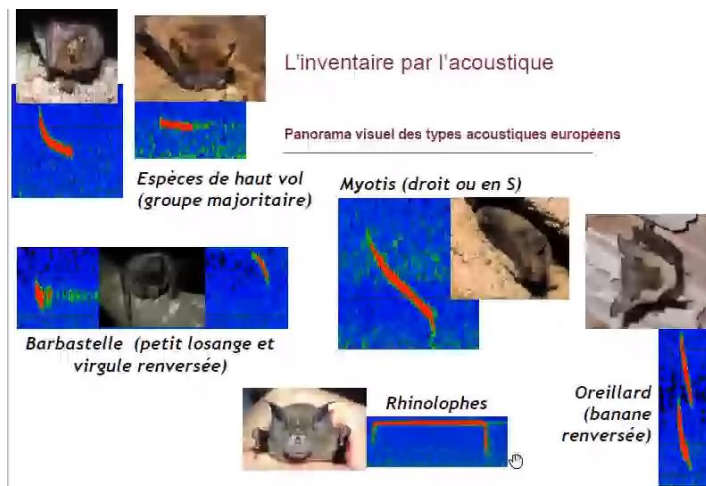 L'inventaire par l'acoustique
Panorama visuel des types acoustiques européens
Espèces de haut vol
(groupe majoritaire)
Myotis (droit ou en S)
Barbastelle (petit losange et
virgule renversée)
Rhinolophes
Oreillard
(banane
renversée)